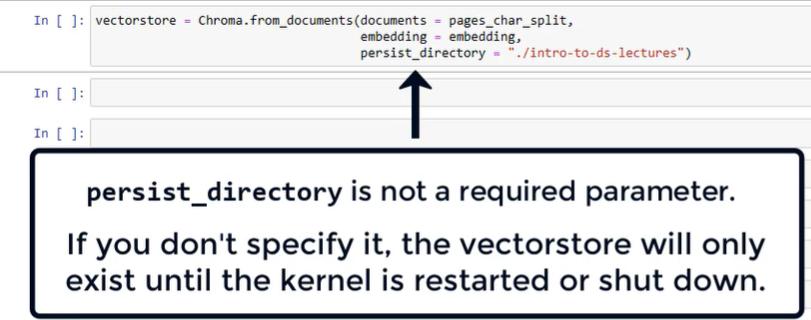 In [ ]: vectorstore = Chroma.from_documents(documents = pages_char_split,
embedding = embedding,
persist_directory = "./intro-to-ds-lectures")
In [ ]:
In [ ]:
persist_directory is not a required parameter.
If you don't specify it, the vectorstore will only
exist until the kernel is restarted or shut down.